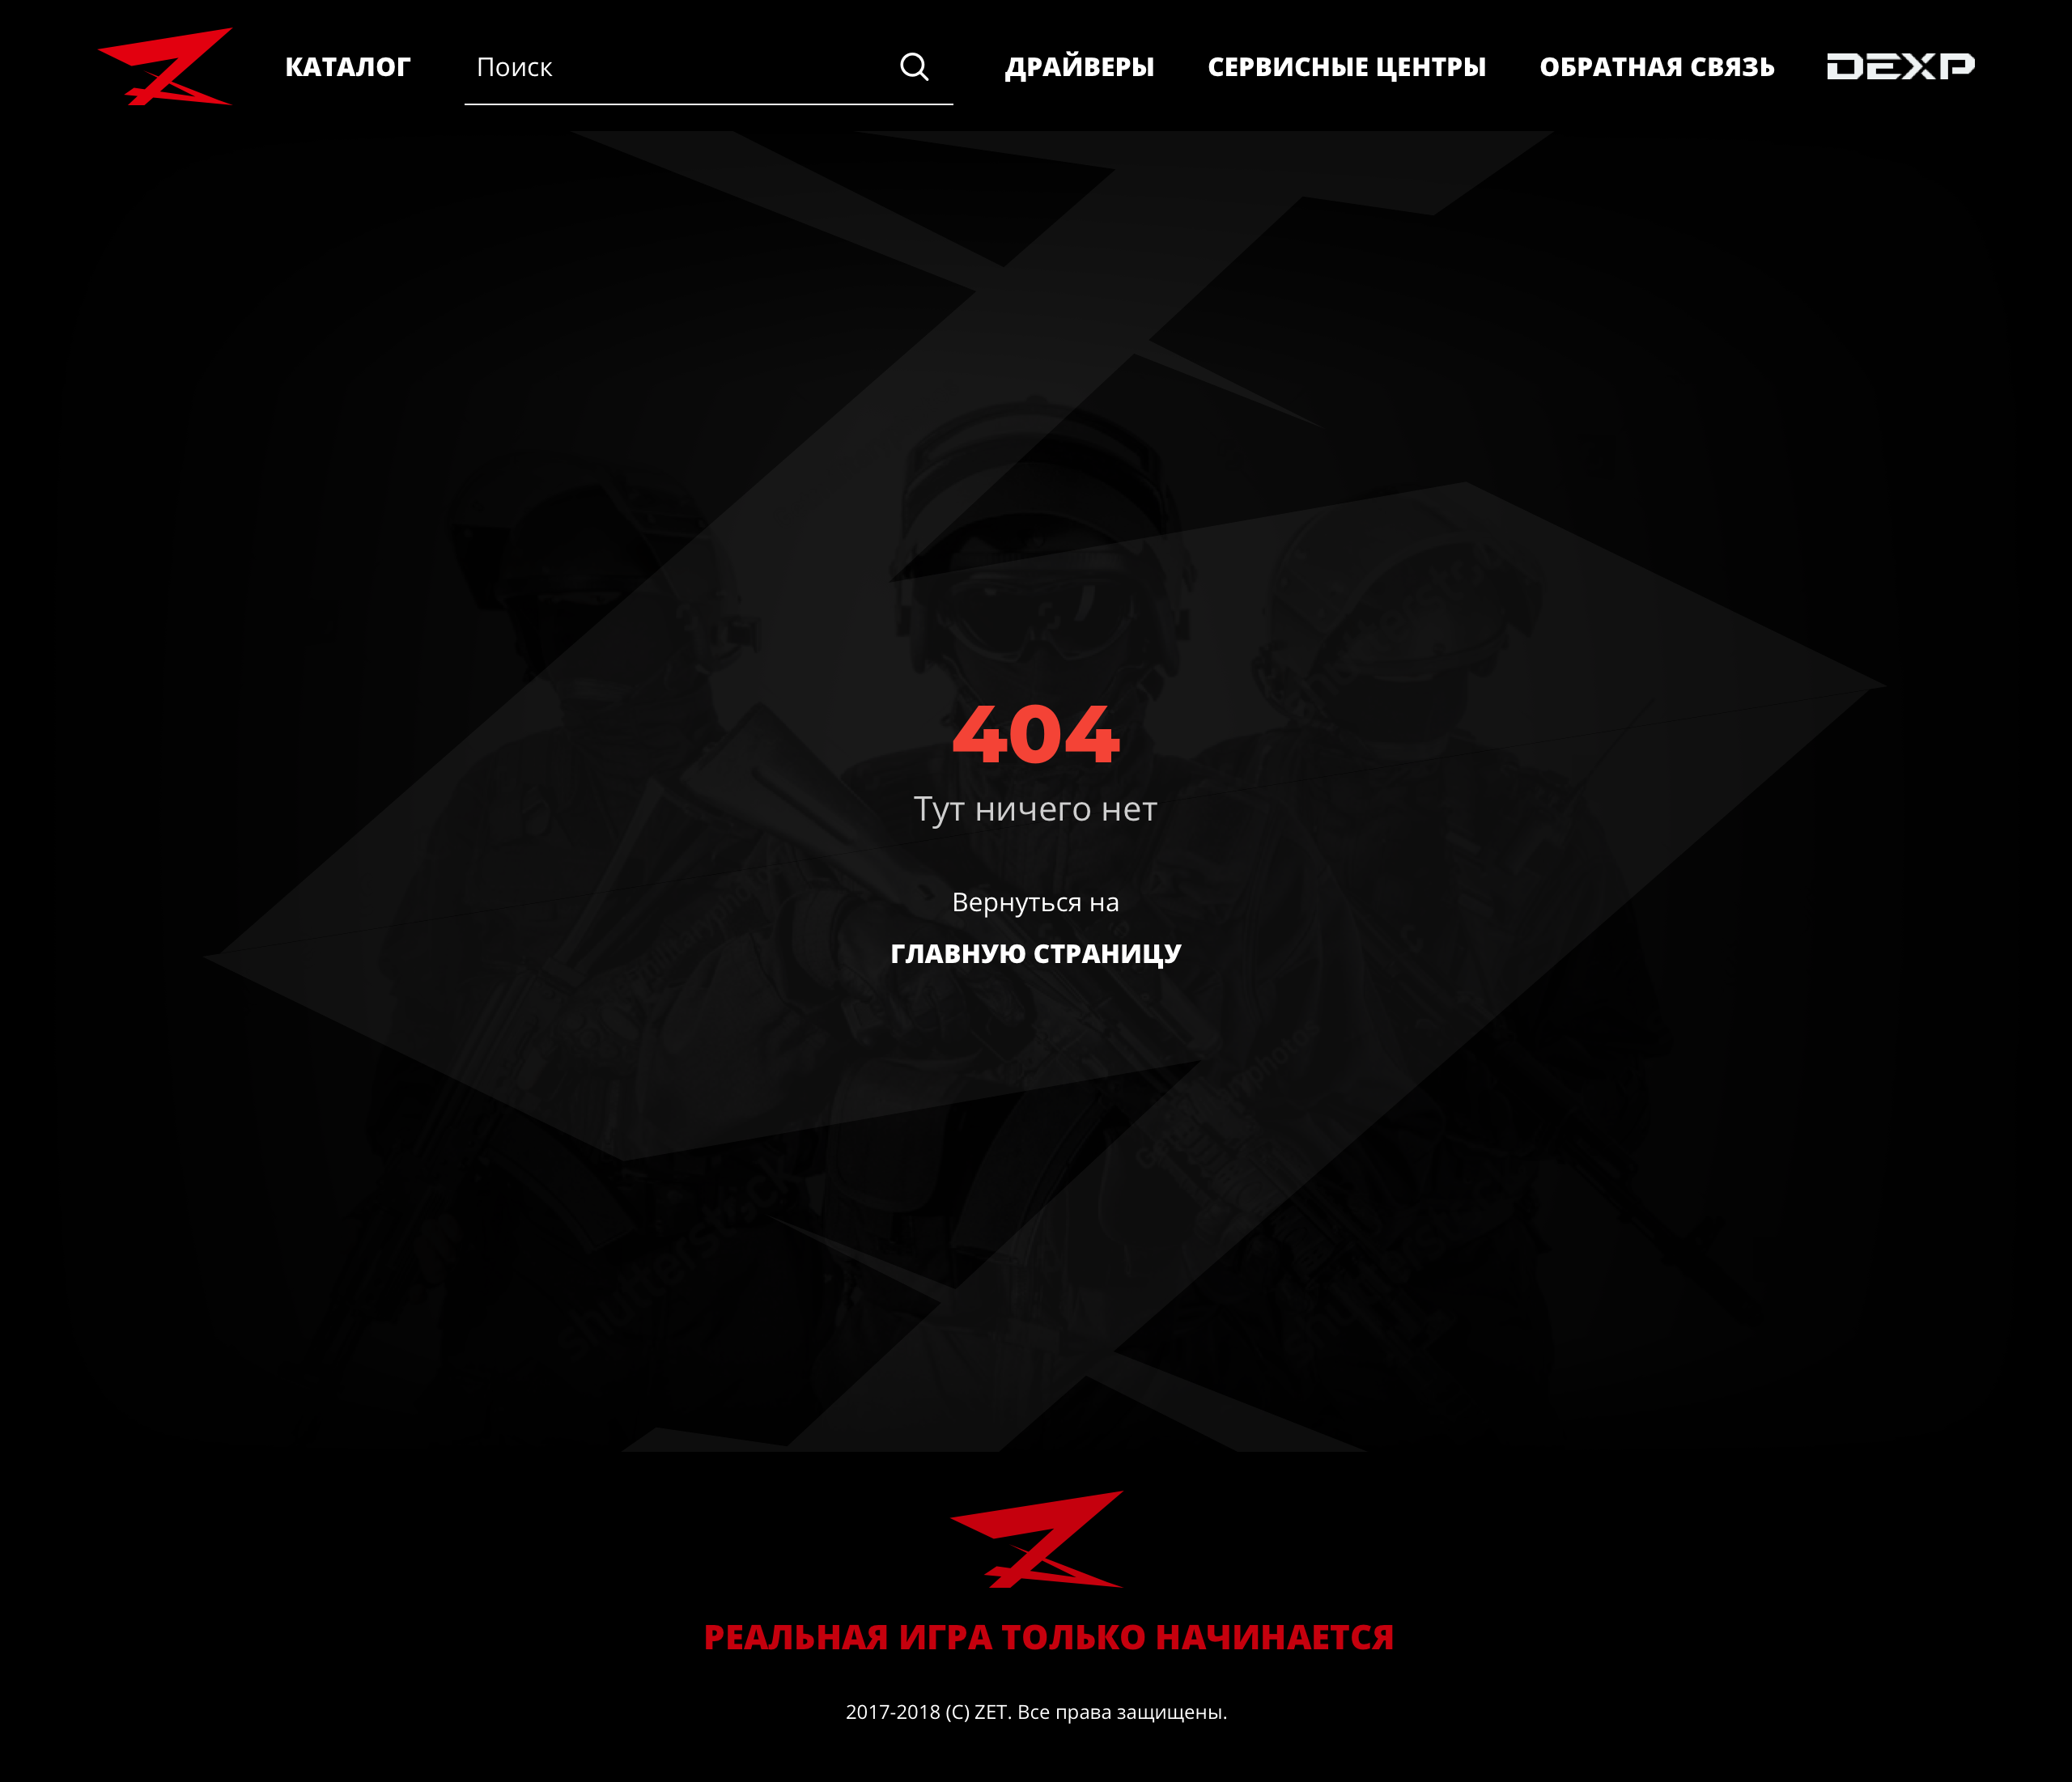 КАТАЛОГ
Поиск
ДРАЙВЕРЫ
СЕРВИСНЫЕ ЦЕНТРЫ
ОБРАТНАЯ СВЯЗЬ
DEXP
404
Тут ничего нет
Вернуться на
ГЛАВНУЮ СТРАНИЦУ
shutterstock
РЕАЛЬНАЯ ИГРА ТОЛЬКО НАЧИНАЕТСЯ
2017-2018 (C) ZET. Все права защищены.